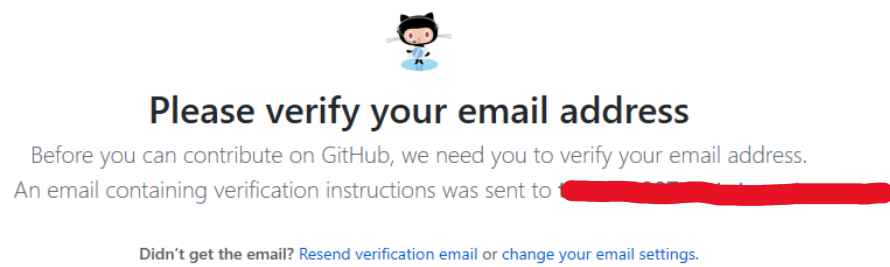 Please verify your email address
Before you can contribute on GitHub, we need you to verify your email address.
An email containing verification instructions was sent to
Didn't get the email? Resend verification email or change your email settings.